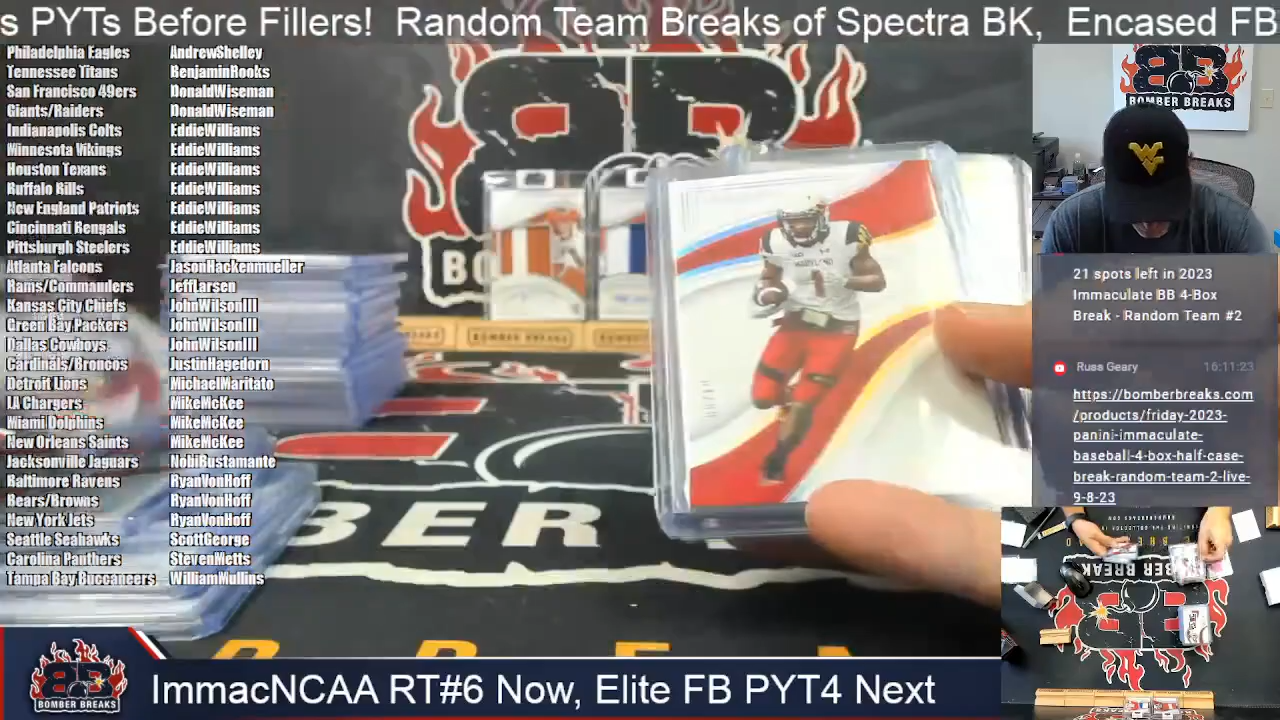 s PYTs Before Fillers! Random Team Breaks of Spectra BK, Encased FB
Philadelphia Eagles AndrewShelley
Tennessee Titans BenjaminRooks
San Francisco 49ers DonaldWiseman
Giants/Raiders DonaldWiseman
Indianapolis Colts EddieWilliams
Minnesota Vikings EddieWilliams
Houston Texans EddieWilliams
Buffalo Bills EddieWilliams
New England Patriots EddieWilliams
Cincinnati Bengals EddieWilliams
Pittsburgh Steelers EddieWilliams
Atlanta Falcons JasonHackenmueller
Rams/Commanders JeffLarsen
Kansas City Chiefs JohnWilsonIII
Green Bay Packers JohnWilsonIII
Dallas Cowboys JohnWilsonIII
Cardinals/Broncos JustinHagedorn
Detroit Lions MichaelMaritato
LA Chargers MikeMcKee
Miami Dolphins MikeMcKee
New Orleans Saints MikeMcKee
Jacksonville Jaguars NobiBustamante
Baltimore Ravens RyanVonHoff
Bears/Browns RyanVonHoff
New York Jets RyanVonHoff
Seattle Seahawks ScottGeorge
Carolina Panthers StevenMetts
Tampa Bay Buccaneers WilliamMullins
BO
BOMBER BREAKS
MARYLAND
1
BER
BOMBER BREAKS
WV
21 spots left in 2023
Immaculate BB 4-Box
Break - Random Team #2
Russ Geary 16:11:23
https://bomberbreaks.com
/products/friday-2023-
panini-immaculate-
baseball-4-box-half-case-
break-random-team-2-live-
9-8-23
BOMBER BREAKS
ImmacNCAA RT#6 Now, Elite FB PYT4 Next